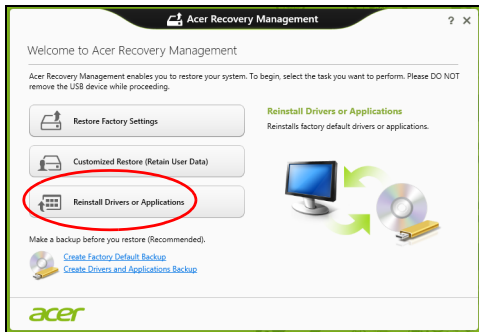 Acer Recovery Management
? ×
Welcome to Acer Recovery Management
Acer Recovery Management enables you to restore your system. To begin, select the task you want to perform. Please DO NOT
remove the USB device while proceeding.
Restore Factory Settings
Customized Restore (Retain User Data)
Reinstall Drivers or Applications
Reinstall Drivers or Applications
Reinstalls factory default drivers or applications.
Make a backup before you restore (Recommended).
Create Factory Default Backup
Create Drivers and Applications Backup
acer